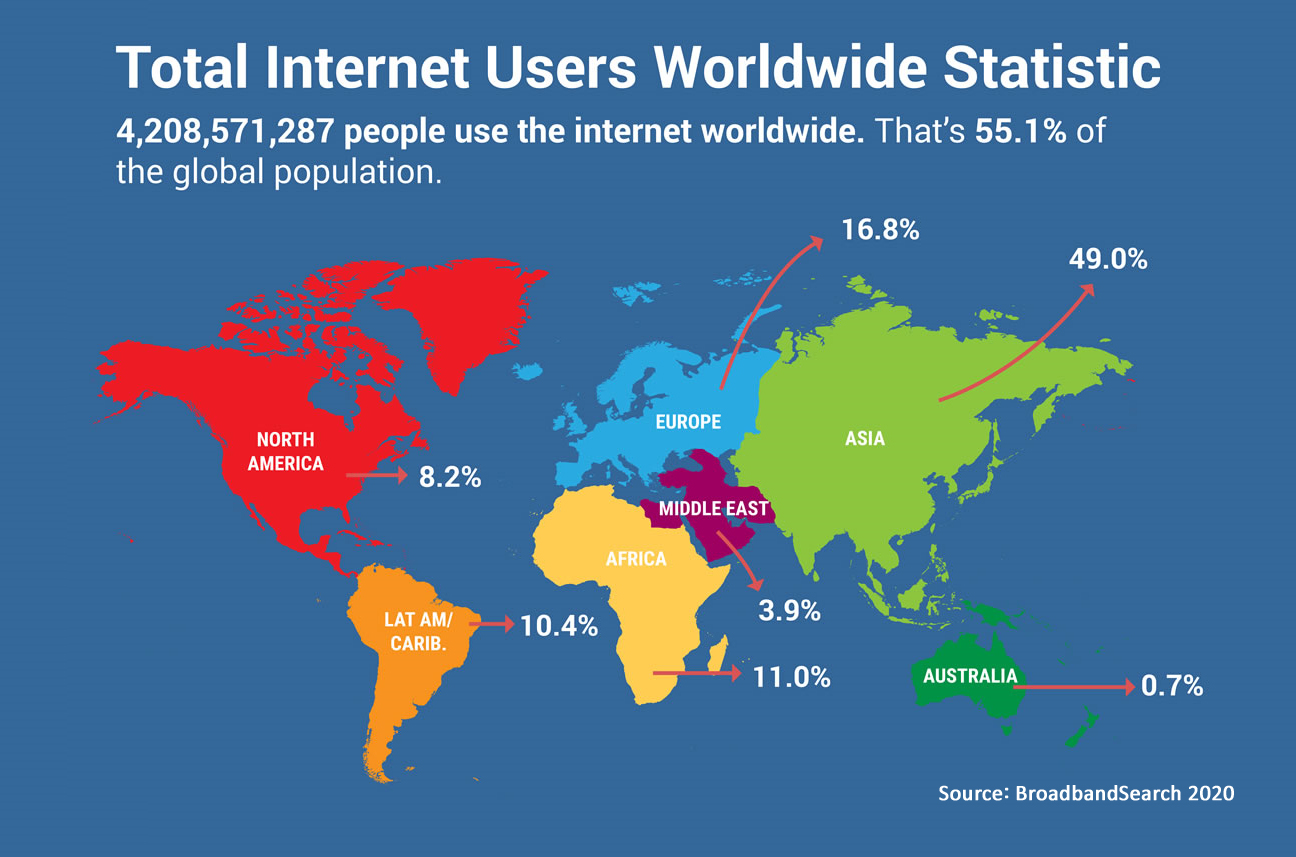 Total Internet Users Worldwide Statistic
4,208,571,287 people use the internet worldwide. That’s 55.1% of
the global population.
16.8%
49.0%
EUROPE
ASIA
NORTH
AMERICA
8.2%
MIDDLE EAST
AFRICA
3.9%
LAT AM/
CARIB.
10.4%
11.0%
AUSTRALIA
0.7%
Source: BroadbandSearch 2020